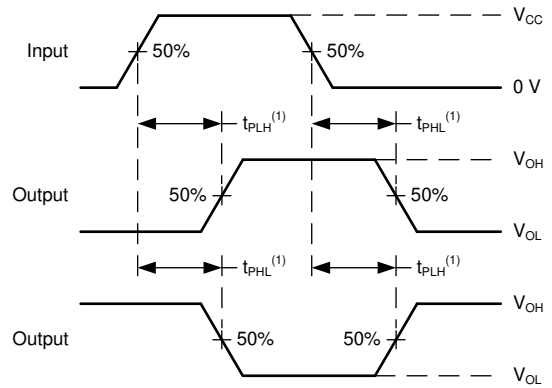 V_CC
Input 50% 50%
0 V
t_PLH^(1) t_PHL^(1)
V_OH
Output 50% 50%
V_OL
t_PHL^(1) t_PLH^(1)
V_OH
Output 50% 50%
V_OL